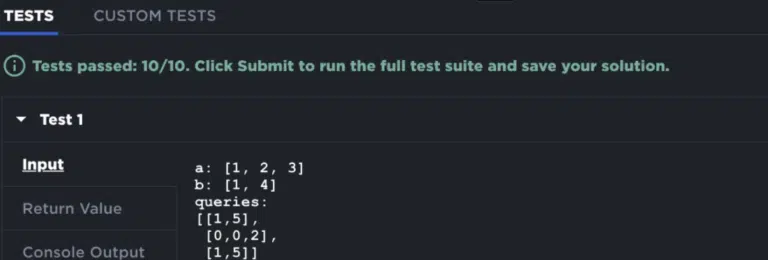 TESTS CUSTOM TESTS
Tests passed: 10/10. Click Submit to run the full test suite and save your solution.
Test 1
Input
a: [1, 2, 3]
b: [1, 4]
queries:
Return Value
[[1,5],
[0,0,2],
Console Output
[1,5]]